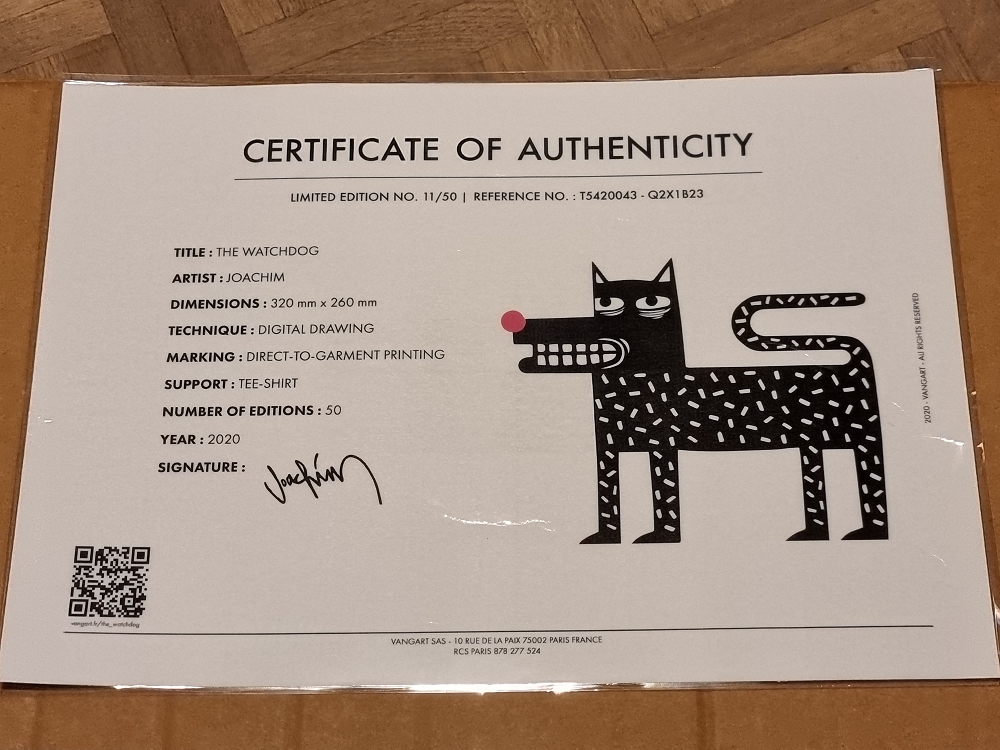 CERTIFICATE OF AUTHENTICITY
LIMITED EDITION NO. 11/50 | REFERENCE NO. : T5420043 - Q2X1B23
TITLE : THE WATCHDOG
ARTIST : JOACHIM
DIMENSIONS : 320 mm x 260 mm
TECHNIQUE : DIGITAL DRAWING
MARKING : DIRECT-TO-GARMENT PRINTING
SUPPORT : TEE-SHIRT
NUMBER OF EDITIONS : 50
YEAR : 2020
SIGNATURE :
Joachim
2020 - VANGART - ALL RIGHTS RESERVED
vangart.fr/the_watchdog
VANGART SAS - 10 RUE DE LA PAIX 75002 PARIS FRANCE
RCS PARIS 878 277 524